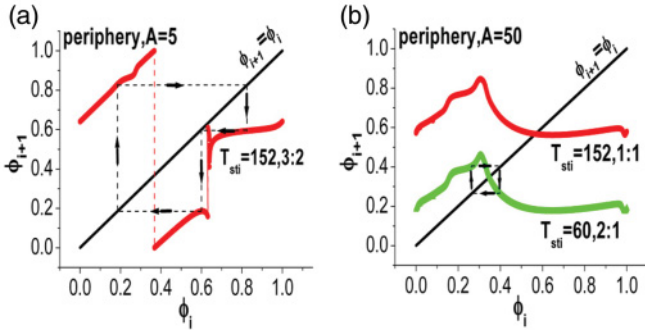 (a)
periphery,A=5
ϕi+1=ϕi
ϕi+1
1.0
0.8
0.6
0.4
0.2
0.0
Tsti=152,3:2
0.0 0.2 0.4 0.6 0.8 1.0
ϕi
(b)
periphery,A=50
ϕi+1=ϕi
ϕi+1
1.0
0.8
0.6
0.4
0.2
0.0
Tsti=152,1:1
Tsti=60,2:1
0.0 0.2 0.4 0.6 0.8 1.0
ϕi